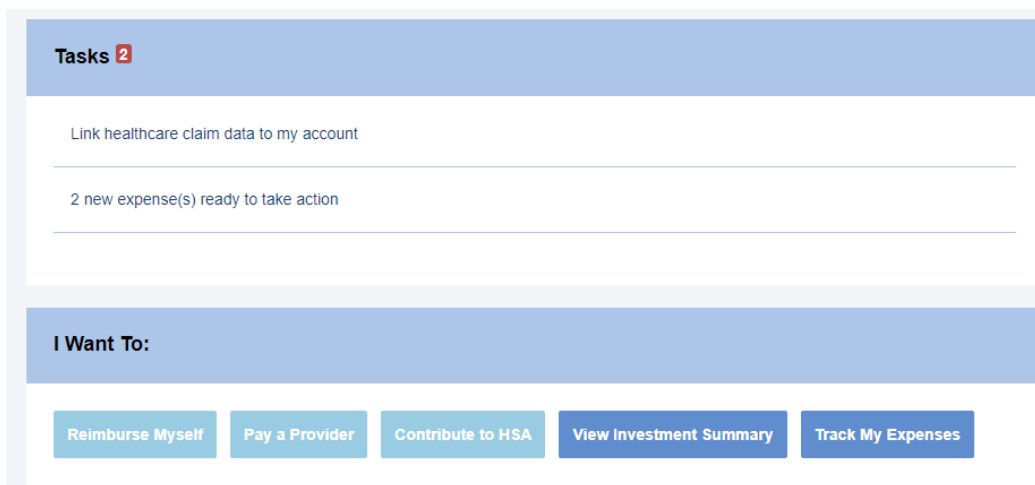 Tasks 2
Link healthcare claim data to my account
2 new expense(s) ready to take action
I Want To:
Reimburse Myself Pay a Provider Contribute to HSA View Investment Summary Track My Expenses